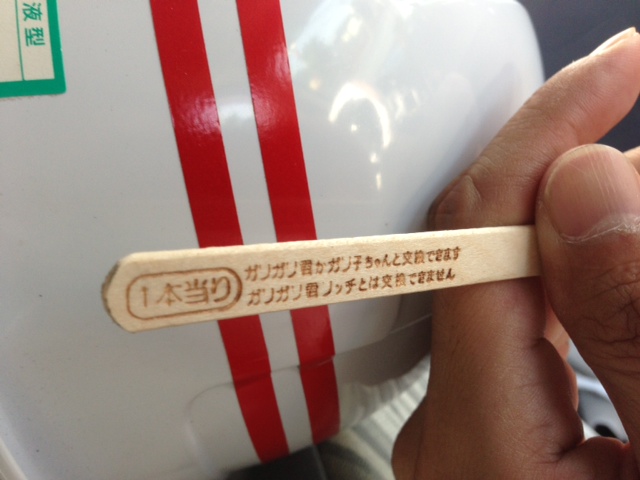 液型
1本当り
ガリガリ君かガリ子ちゃんと交換できます
ガリガリ君リッチとは交換できません